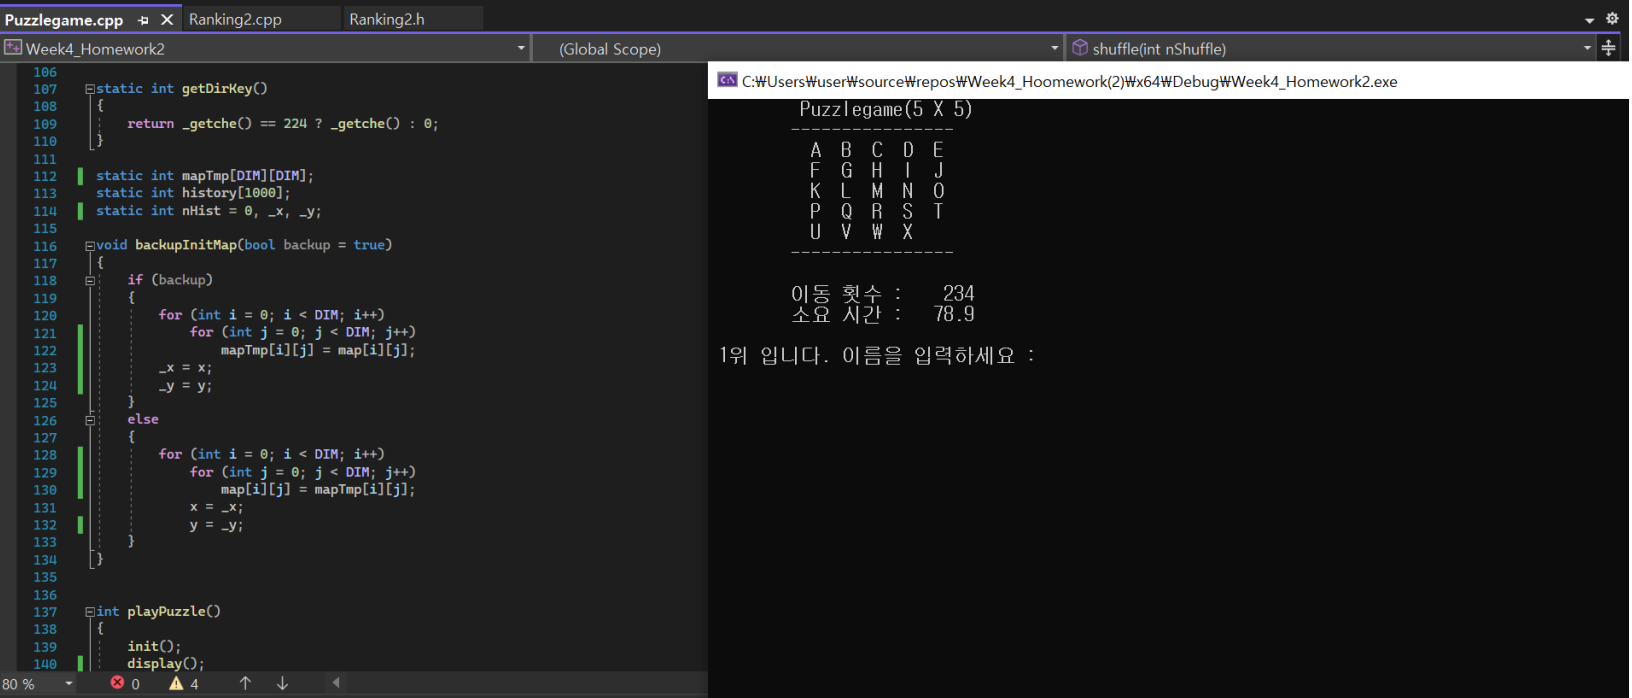 Puzzlegame.cpp Ranking2.cpp Ranking2.h
Week4_Homework2 (Global Scope) shuffle(int nShuffle)
106
107 static int getDirKey()
108 {
109 return _getche() == 224 ? _getche() : 0;
110 }
111
112 static int mapTmp[DIM][DIM];
113 static int history[1000];
114 static int nHist = 0, _x, _y;
115
116 void backupInitMap(bool backup = true)
117 {
118 if (backup)
119 {
120 for (int i = 0; i < DIM; i++)
121 for (int j = 0; j < DIM; j++)
122 mapTmp[i][j] = map[i][j];
123 _x = x;
124 _y = y;
125 }
126 else
127 {
128 for (int i = 0; i < DIM; i++)
129 for (int j = 0; j < DIM; j++)
130 map[i][j] = mapTmp[i][j];
131 x = _x;
132 y = _y;
133 }
134 }
135
136
137 int playPuzzle()
138 {
139 init();
140 display();
80 % 0 4
C:\ C:₩Users₩user₩source₩repos₩Week4_Hoomework(2)₩x64₩Debug₩Week4_Homework2.exe
Puzzlegame(5 X 5)
----------------
A B C D E
F G H I J
K L M N O
P Q R S T
U V W X
----------------
이동 횟수 : 234
소요 시간 : 78.9
1위 입니다. 이름을 입력하세요 :